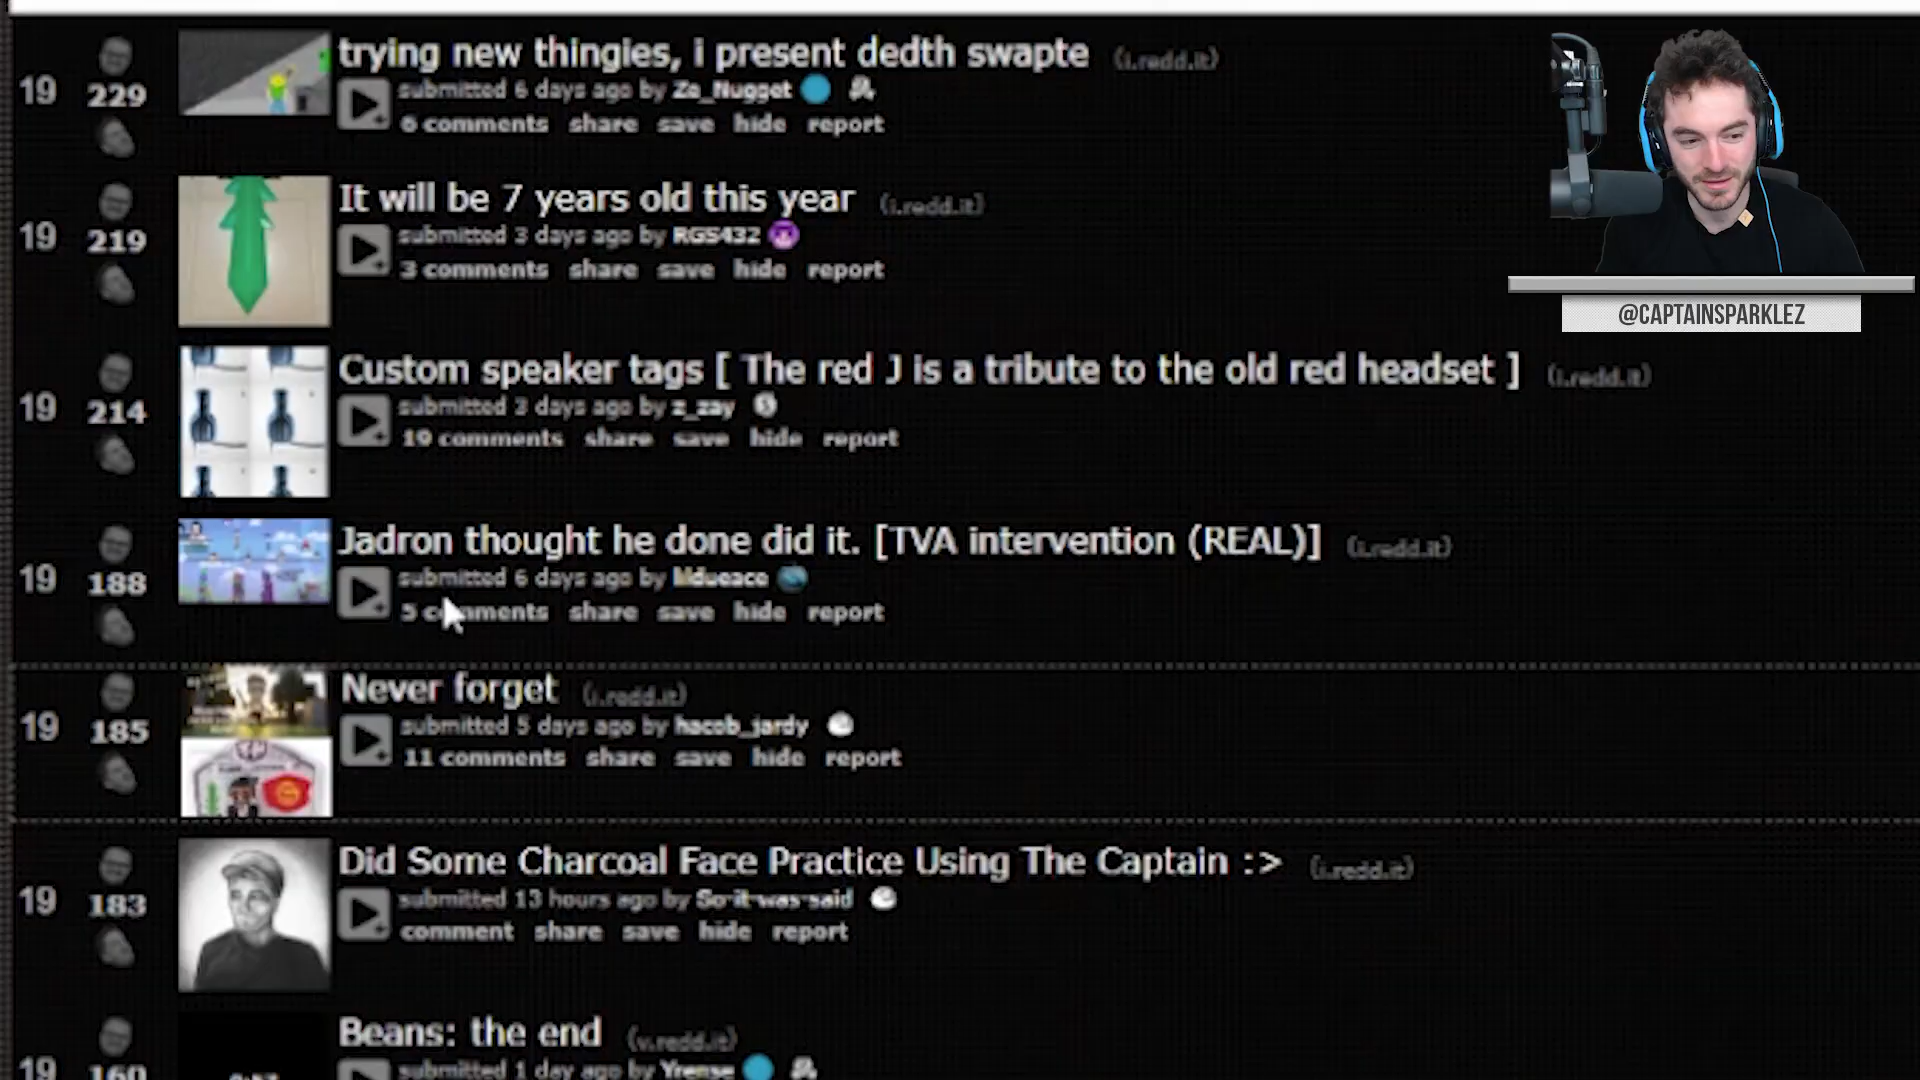 trying new thingies, i present dedth swapte (i.redd.it)
19
229
submitted 6 days ago by Ze_Nugget
6 comments share save hide report
It will be 7 years old this year (i.redd.it)
19
219
submitted 3 days ago by RGS432
3 comments share save hide report
@CAPTAINSPARKLEZ
Custom speaker tags [ The red J is a tribute to the old red headset ] (i.redd.it)
19
214
submitted 3 days ago by z_zay
19 comments share save hide report
Jadron thought he done did it. [TVA intervention (REAL)] (i.redd.it)
19
188
submitted 6 days ago by
5 comments share save hide report
Never forget (i.redd.it)
19
185
submitted 5 days ago by hacob_jardy
11 comments share save hide report
Did Some Charcoal Face Practice Using The Captain :> (i.redd.it)
19
183
submitted 13 hours ago by So-it-was-said
comment share save hide report
Beans: the end (v.redd.it)
19
160
submitted 1 day ago by Yrense